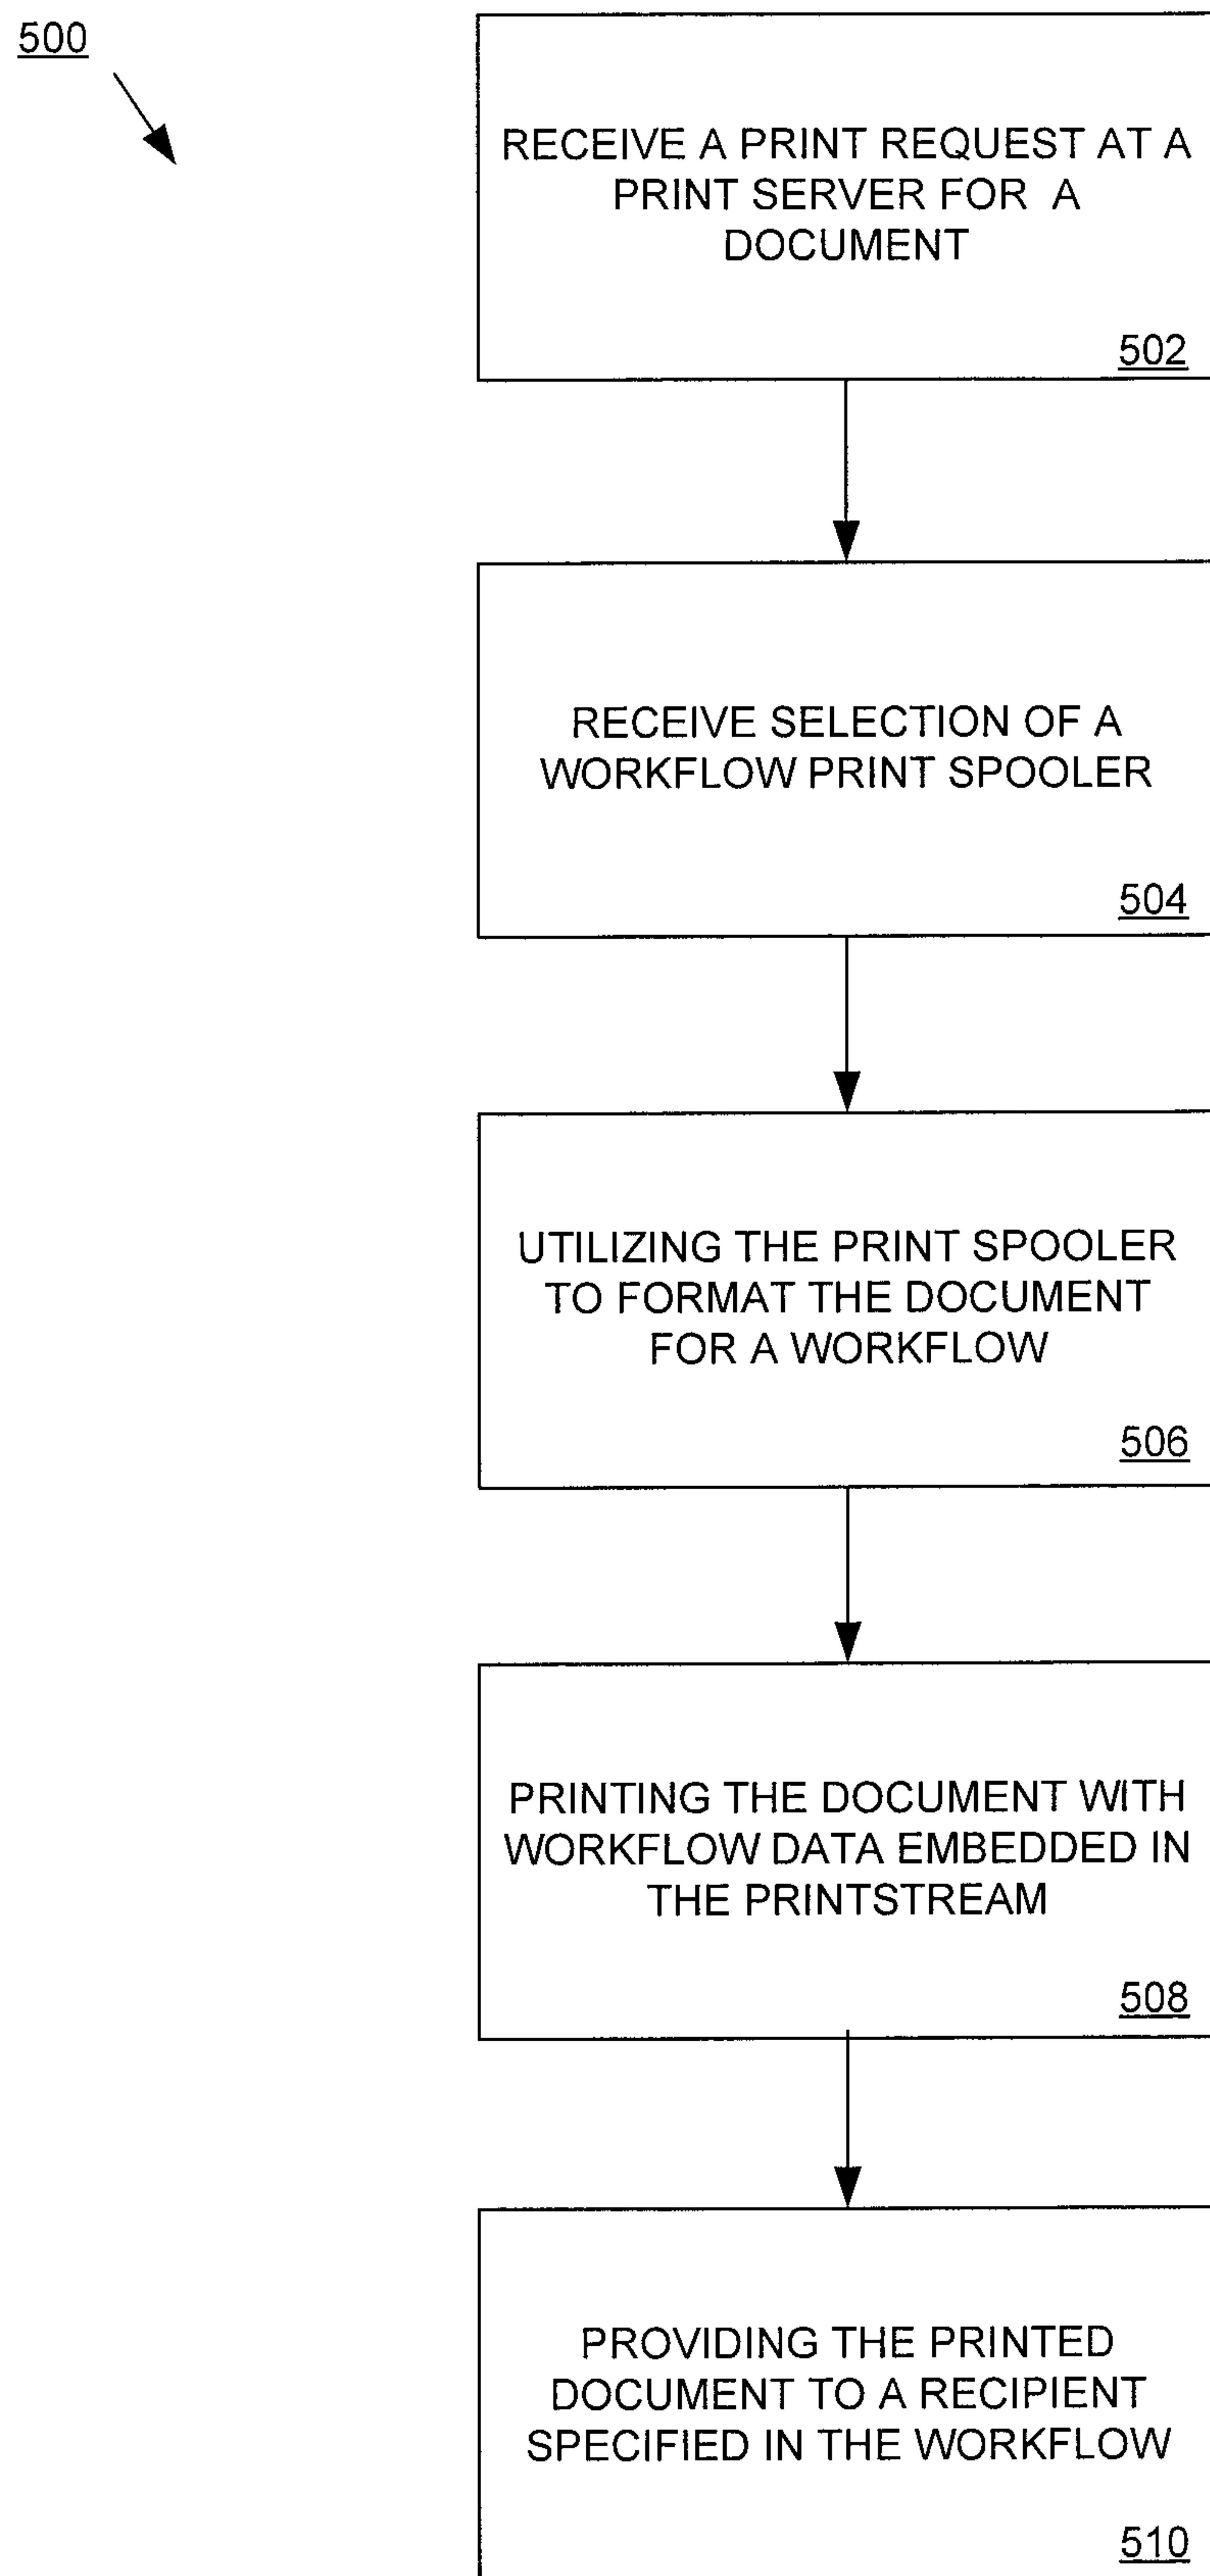 500
RECEIVE A PRINT REQUEST AT A
PRINT SERVER FOR A
DOCUMENT
502
RECEIVE SELECTION OF A
WORKFLOW PRINT SPOOLER
504
UTILIZING THE PRINT SPOOLER
TO FORMAT THE DOCUMENT
FOR A WORKFLOW
506
PRINTING THE DOCUMENT WITH
WORKFLOW DATA EMBEDDED IN
THE PRINTSTREAM
508
PROVIDING THE PRINTED
DOCUMENT TO A RECIPIENT
SPECIFIED IN THE WORKFLOW
510